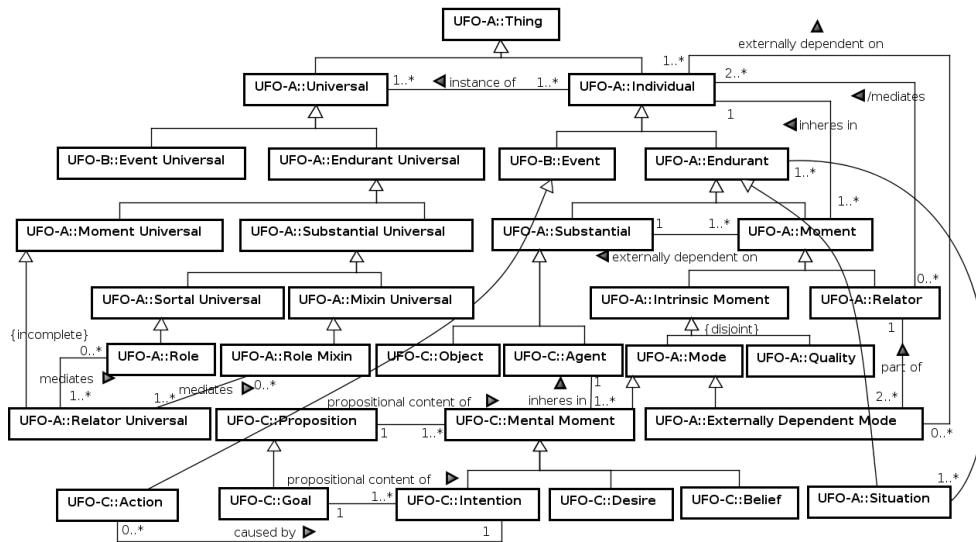 UFO-A::Thing
externally dependent on
1..*
2..*
UFO-A::Universal
1..*
instance of
1..*
UFO-A::Individual
1
/mediates
inheres in
UFO-B::Event Universal
UFO-A::Endurant Universal
UFO-B::Event
UFO-A::Endurant
1..*
1..*
UFO-A::Moment Universal
UFO-A::Substantial Universal
UFO-A::Substantial
1
1..*
UFO-A::Moment
externally dependent on
0..*
UFO-A::Sortal Universal
UFO-A::Mixin Universal
UFO-A::Intrinsic Moment
UFO-A::Relator
{incomplete}
{disjoint}
1
0..*
UFO-A::Role
UFO-A::Role Mixin
UFO-C::Object
UFO-C::Agent
UFO-A::Mode
UFO-A::Quality
part of
mediates
mediates
0..*
1
1..*
1..*
propositional content of
inheres in
1..*
2..*
UFO-A::Relator Universal
UFO-C::Proposition
1
1..*
UFO-C::Mental Moment
UFO-A::Externally Dependent Mode
0..*
propositional content of
UFO-C::Action
UFO-C::Goal
1
1..*
UFO-C::Intention
UFO-C::Desire
UFO-C::Belief
UFO-A::Situation
1..*
0..*
caused by
1